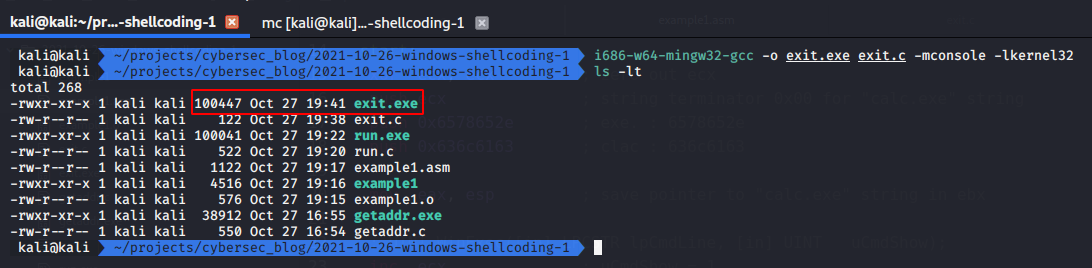 kali@kali:~/pr...-shellcoding-1
mc [kali@kali]...-shellcoding-1
kali@kali ~/projects/cybersec_blog/2021-10-26-windows-shellcoding-1 i686-w64-mingw32-gcc -o exit.exe exit.c -mconsole -lkernel32
kali@kali ~/projects/cybersec_blog/2021-10-26-windows-shellcoding-1 ls -lt
total 268
-rwxr-xr-x 1 kali kali 100447 Oct 27 19:41 exit.exe
-rw-r--r-- 1 kali kali 122 Oct 27 19:38 exit.c
-rwxr-xr-x 1 kali kali 100041 Oct 27 19:22 run.exe
-rw-r--r-- 1 kali kali 522 Oct 27 19:20 run.c
-rw-r--r-- 1 kali kali 1122 Oct 27 19:17 example1.asm
-rwxr-xr-x 1 kali kali 4516 Oct 27 19:16 example1
-rw-r--r-- 1 kali kali 576 Oct 27 19:15 example1.o
-rwxr-xr-x 1 kali kali 38912 Oct 27 16:55 getaddr.exe
-rw-r--r-- 1 kali kali 550 Oct 27 16:54 getaddr.c
kali@kali ~/projects/cybersec_blog/2021-10-26-windows-shellcoding-1